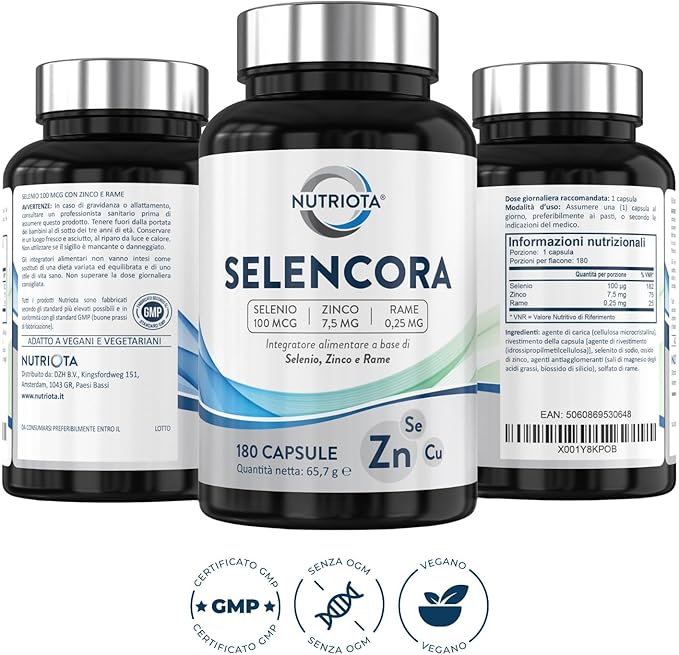 SELENIO 100 MCG CON ZINCO E RAME
AVVERTENZE: In caso di gravidanza o allattamento,
consultare un professionista sanitario prima di
assumere questo prodotto. Tenere fuori dalla portata
dei bambini al di sotto dei tre anni di età. Conservare
in un luogo fresco e asciutto, al riparo da luce e calore.
Non utilizzare se il sigillo è mancante o danneggiato.
Gli integratori alimentari non vanno intesi come
sostituti di una dieta variata ed equilibrata e di uno
stile di vita sano. Non superare la dose giornaliera
consigliata.
Tutti i prodotti Nutriota sono fabbricati
secondo gli standard più elevati possibili e in
conformità con gli standard GMP (buone prassi
di fabbricazione).
GMP
ADATTO A VEGANI E VEGETARIANI
NUTRIOTA
Distribuito da: DZH B.V., Kingsfordweg 151,
Amsterdam, 1043 GR, Paesi Bassi
www.nutriota.it
DA CONSUMARSI PREFERIBILMENTE ENTRO IL LOTTO
NUTRIOTA®
SELENCORA
SELENIO 100 MCG | ZINCO 7,5 MG | RAME 0,25 MG
Integratore alimentare a base di
Selenio, Zinco e Rame
Se
Zn
Cu
180 CAPSULE
Quantità netta: 65,7 g e
Dose giornaliera raccomandata: 1 capsula
Modalità d'uso: Assumere una (1) capsula al
giorno, preferibilmente ai pasti, o secondo le
indicazioni del medico.
Informazioni nutrizionali
Porzione: 1 capsula
Porzioni per flacone: 180
Quantità per porzione % VNR*
Selenio 100 µg 182
Zinco 7,5 mg 75
Rame 0,25 mg 25
* VNR = Valore Nutritivo di Riferimento
Ingredienti: agente di carica (cellulosa microcristallina),
rivestimento della capsula [agente di rivestimento
(idrossipropilmetilcellulosa)], selenito di sodio, ossido
di zinco, agenti antiagglomeranti (sali di magnesio degli
acidi grassi, biossido di silicio), solfato di rame.
EAN: 5060869530648
X001Y8KPOB
CERTIFICATO GMP
GMP
CERTIFICATO GMP
SENZA OGM
SENZA OGM
VEGANO
VEGANO